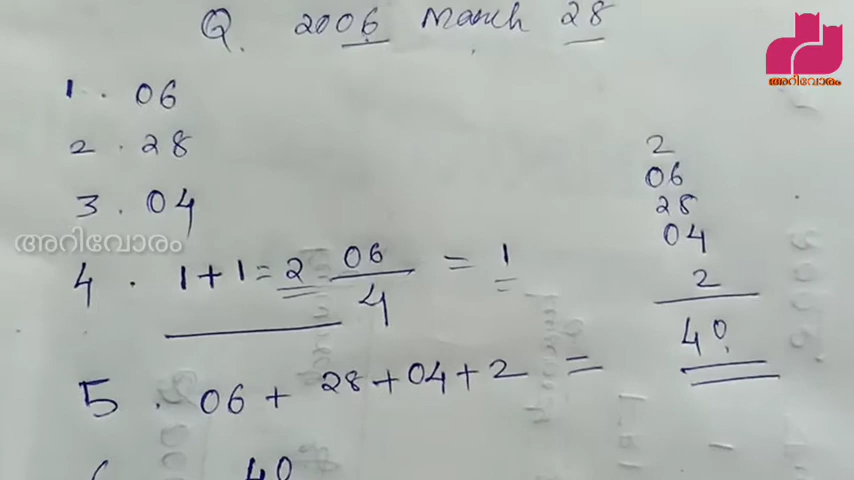 Q. 2006 March 28
അറിവോരം
1. 06
2. 28
3. 04
അറിവോരം
4. 1+1=2 06/4 = 1
5. 06 + 28 + 04 + 2 =
2
06
28
04
2
40
40